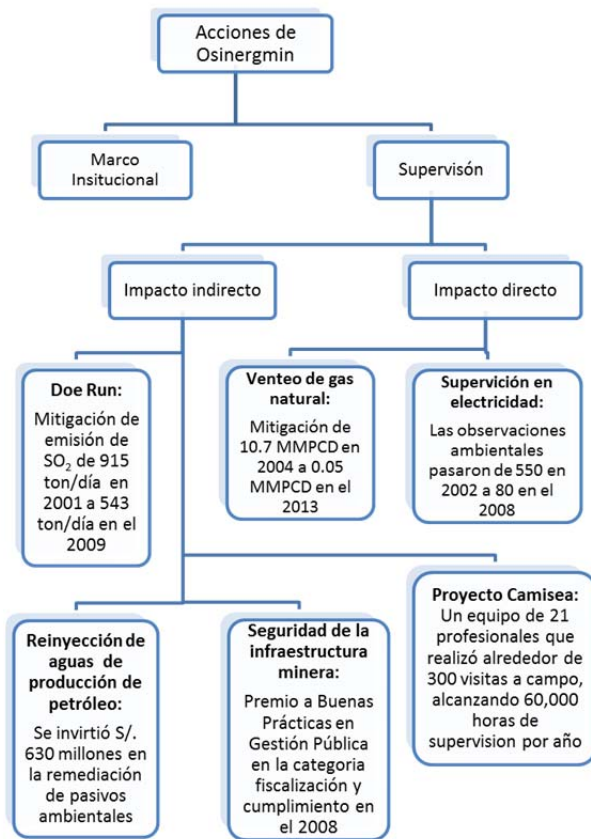 Acciones de
Osinergmin
Marco
Insitucional
Supervisón
Impacto indirecto
Impacto directo
Doe Run:
Mitigación de
emisión de
SO₂ de 915
ton/día en
2001 a 543
ton/día en el
2009
Venteo de gas
natural:
Mitigación de
10.7 MMPCD en
2004 a 0.05
MMPCD en el
2013
Supervición en
electricidad:
Las observaciones
ambientales
pasaron de 550 en
2002 a 80 en el
2008
Reinyección de
aguas de
producción de
petróleo:
Se invirtió S/.
630 millones en
la remediación
de pasivos
ambientales
Seguridad de la
infraestructura
minera:
Premio a Buenas
Prácticas en
Gestión Pública
en la categoria
fiscalización y
cumplimiento en
el 2008
Proyecto Camisea:
Un equipo de 21
profesionales que
realizó alrededor de
300 visitas a campo,
alcanzando 60,000
horas de
supervision por año